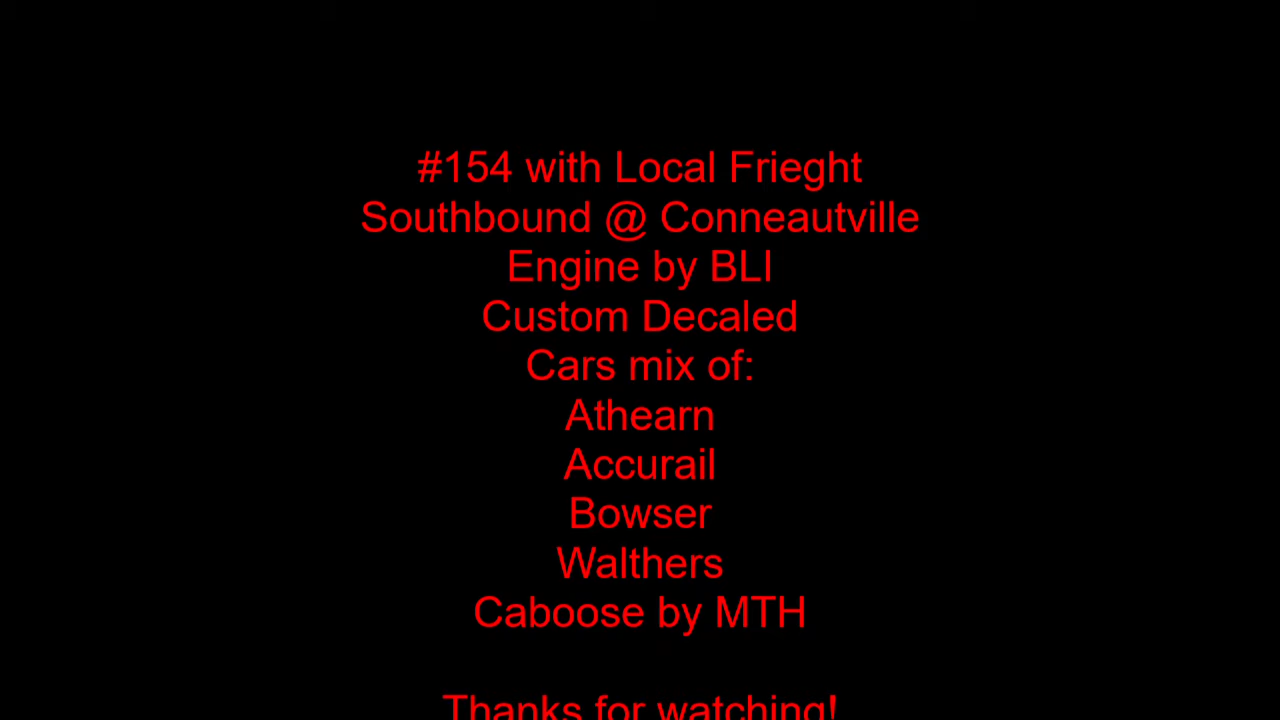 #154 with Local Frieght
Southbound @ Conneautville
Engine by BLI
Custom Decaled
Cars mix of:
Athearn
Accurail
Bowser
Walthers
Caboose by MTH
Thanks for watching!